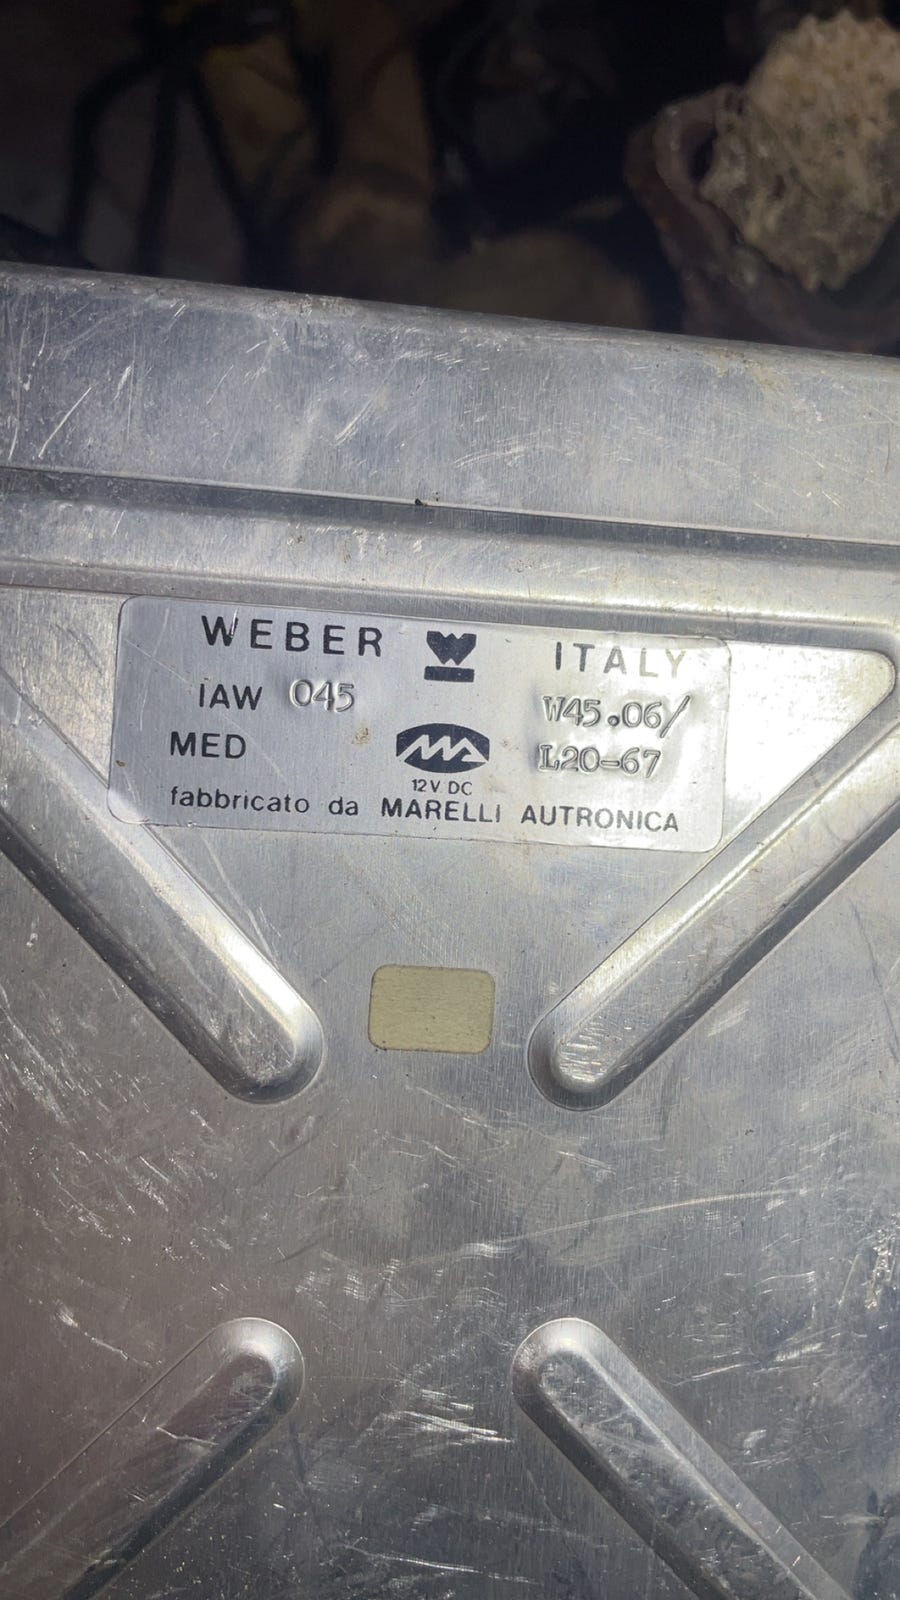 WEBER ITALY
IAW 045 W45.06/
MED L20-67
12V DC
fabbricato da MARELLI AUTRONICA